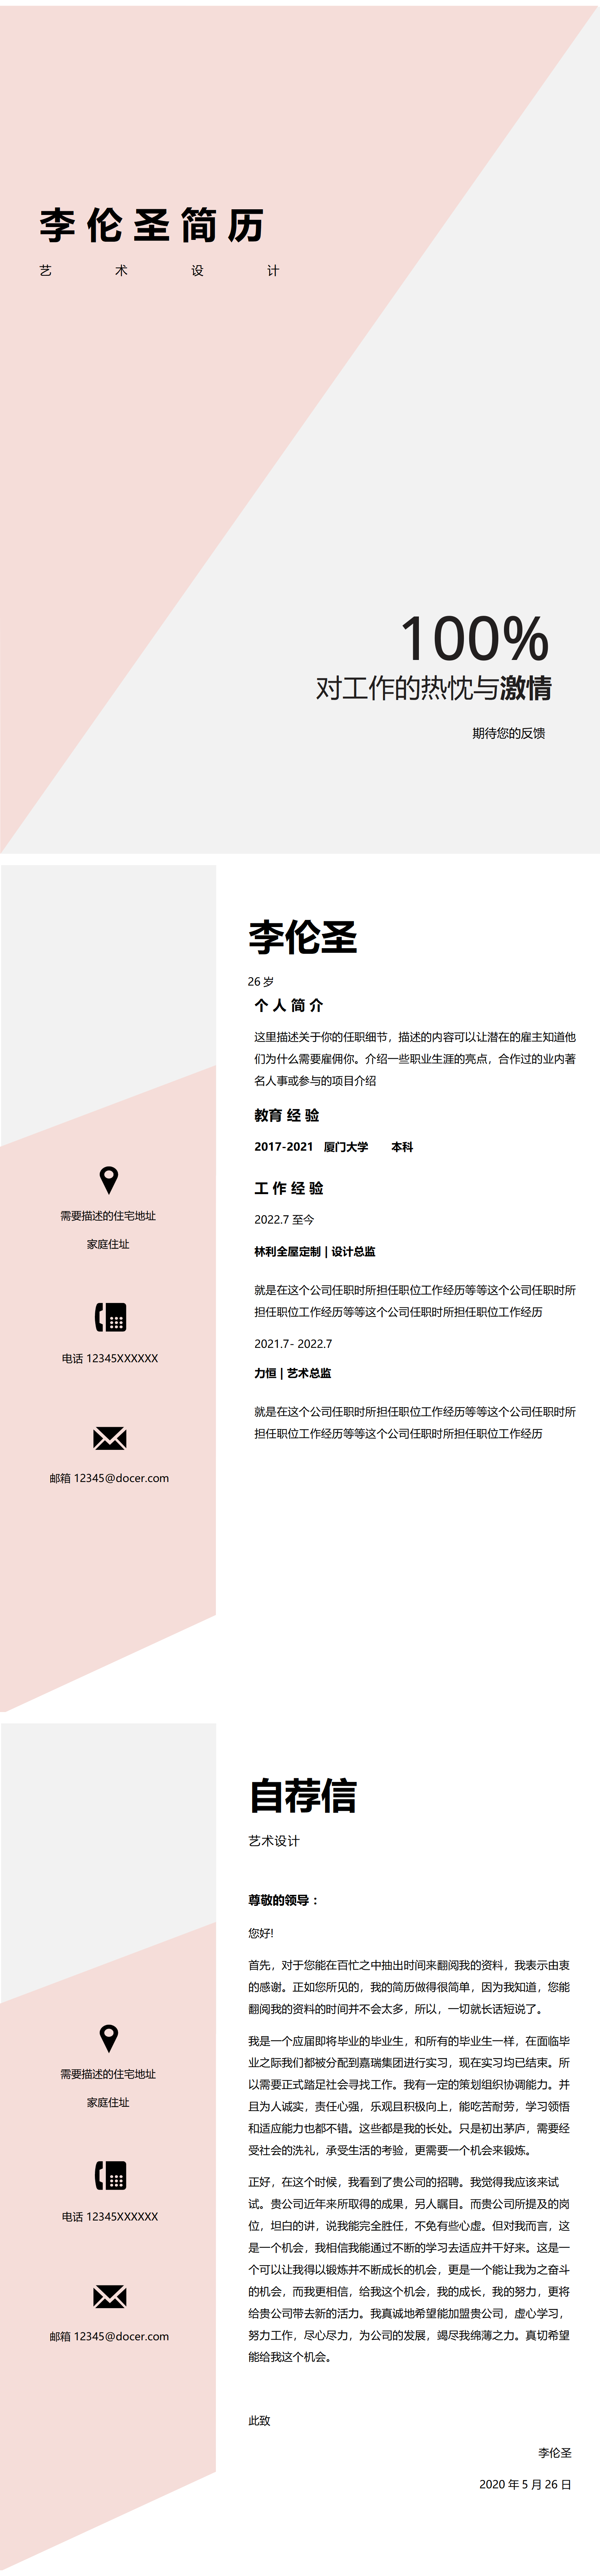 李伦圣简历
艺术设计
100%
对工作的热忱与激情
期待您的反馈
李伦圣
26 岁
个人简介
这里描述关于你的任职细节，描述的内容可以让潜在的雇主知道他
们为什么需要雇佣你。介绍一些职业生涯的亮点，合作过的业内著
名人事或参与的项目介绍
教育经验
2017-2021 厦门大学 本科
工作经验
2022.7 至今
林利全屋定制 | 设计总监
就是在这个公司任职时所担任职位工作经历等等这个公司任职时所
担任职位工作经历等等这个公司任职时所担任职位工作经历
2021.7- 2022.7
力恒 | 艺术总监
就是在这个公司任职时所担任职位工作经历等等这个公司任职时所
担任职位工作经历等等这个公司任职时所担任职位工作经历
需要描述的住宅地址
家庭住址
电话 12345XXXXXX
邮箱 12345@docer.com
自荐信
艺术设计
尊敬的领导：
您好!
首先，对于您能在百忙之中抽出时间来翻阅我的资料，我表示由衷
的感谢。正如您所见的，我的简历做得很简单，因为我知道，您能
翻阅我的资料的时间并不会太多，所以，一切就长话短说了。
我是一个应届即将毕业的毕业生，和所有的毕业生一样，在面临毕
业之际我们都被分配到嘉瑞集团进行实习，现在实习均已结束。所
以需要正式踏足社会寻找工作。我有一定的策划组织协调能力。并
且为人诚实，责任心强，乐观且积极向上，能吃苦耐劳，学习领悟
和适应能力也都不错。这些都是我的长处。只是初出茅庐，需要经
受社会的洗礼，承受生活的考验，更需要一个机会来锻炼。
正好，在这个时候，我看到了贵公司的招聘。我觉得我应该来试
试。贵公司近年来所取得的成果，另人瞩目。而贵公司所提及的岗
位，坦白的讲，说我能完全胜任，不免有些心虚。但对我而言，这
是一个机会，我相信我能通过不断的学习去适应并干好来。这是一
个可以让我得以锻炼并不断成长的机会，更是一个能让我为之奋斗
的机会，而我更相信，给我这个机会，我的成长，我的努力，更将
给贵公司带去新的活力。我真诚地希望能加盟贵公司，虚心学习，
努力工作，尽心尽力，为公司的发展，竭尽我绵薄之力。真切希望
能给我这个机会。
此致
李伦圣
2020 年 5 月 26 日
需要描述的住宅地址
家庭住址
电话 12345XXXXXX
邮箱 12345@docer.com